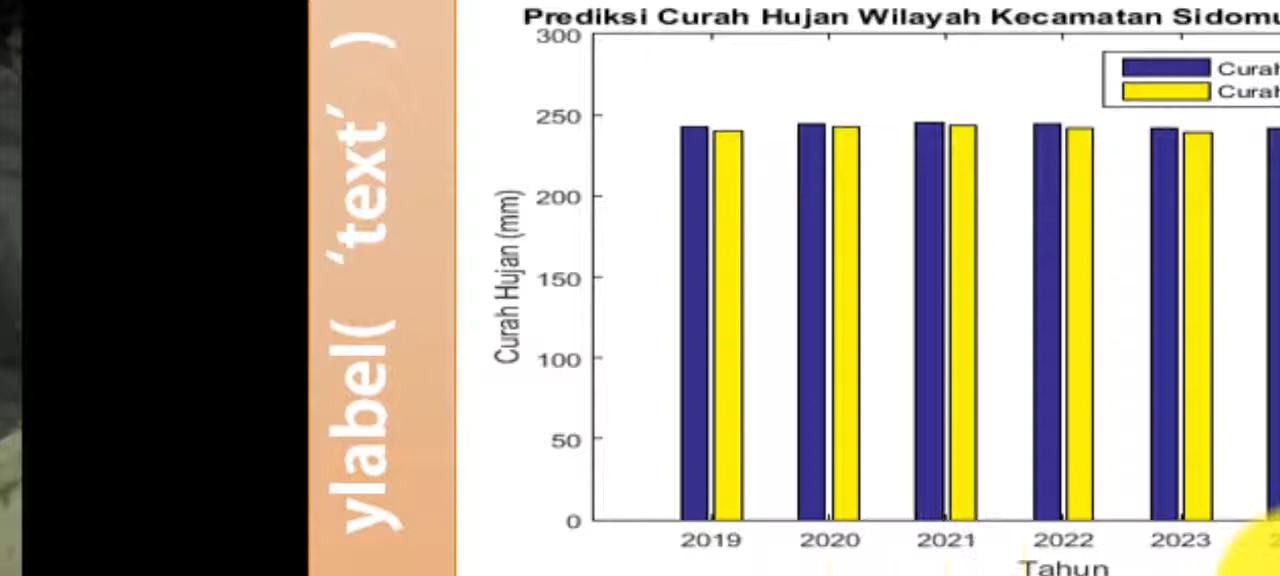 ylabel( 'text' )
Prediksi Curah Hujan Wilayah Kecamatan
300
250
200
150
100
50
0
Curah Hujan (mm)
2019 2020 2021 2022 2023
Tahun